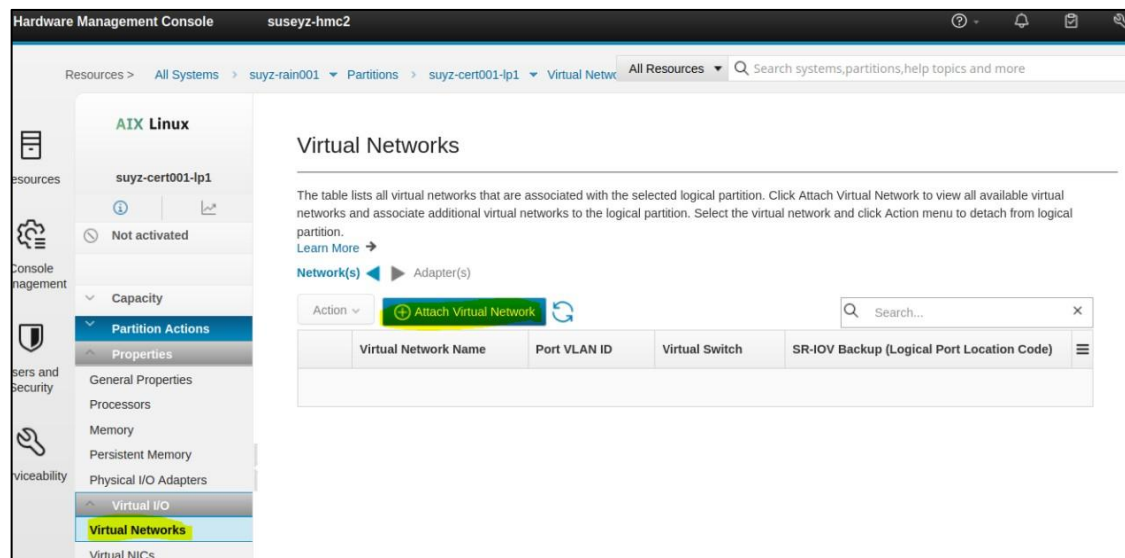 Hardware Management Console suseyz-hmc2
Resources > All Systems > suyz-rain001 Partitions > suyz-cert001-lp1 Virtual Netwo
All Resources Search systems,partitions,help topics and more
AIX Linux
suyz-cert001-lp1
Not activated
Capacity
Partition Actions
Properties
General Properties
Processors
Memory
Persistent Memory
Physical I/O Adapters
Virtual I/O
Virtual Networks
Virtual NICs
esources
Console
nagement
sers and
Security
rviceability
Virtual Networks
The table lists all virtual networks that are associated with the selected logical partition. Click Attach Virtual Network to view all available virtual
networks and associate additional virtual networks to the logical partition. Select the virtual network and click Action menu to detach from logical
partition.
Learn More
Network(s) Adapter(s)
Action Attach Virtual Network Search...
Virtual Network Name Port VLAN ID Virtual Switch SR-IOV Backup (Logical Port Location Code)